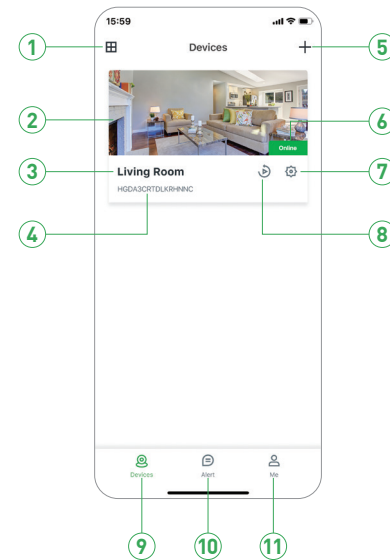 15:59
1
Devices
5
2
6
Online
3
Living Room
7
HGDA3CRTDLKRHNNC
4
8
Devices
Alert
Me
9
10
11